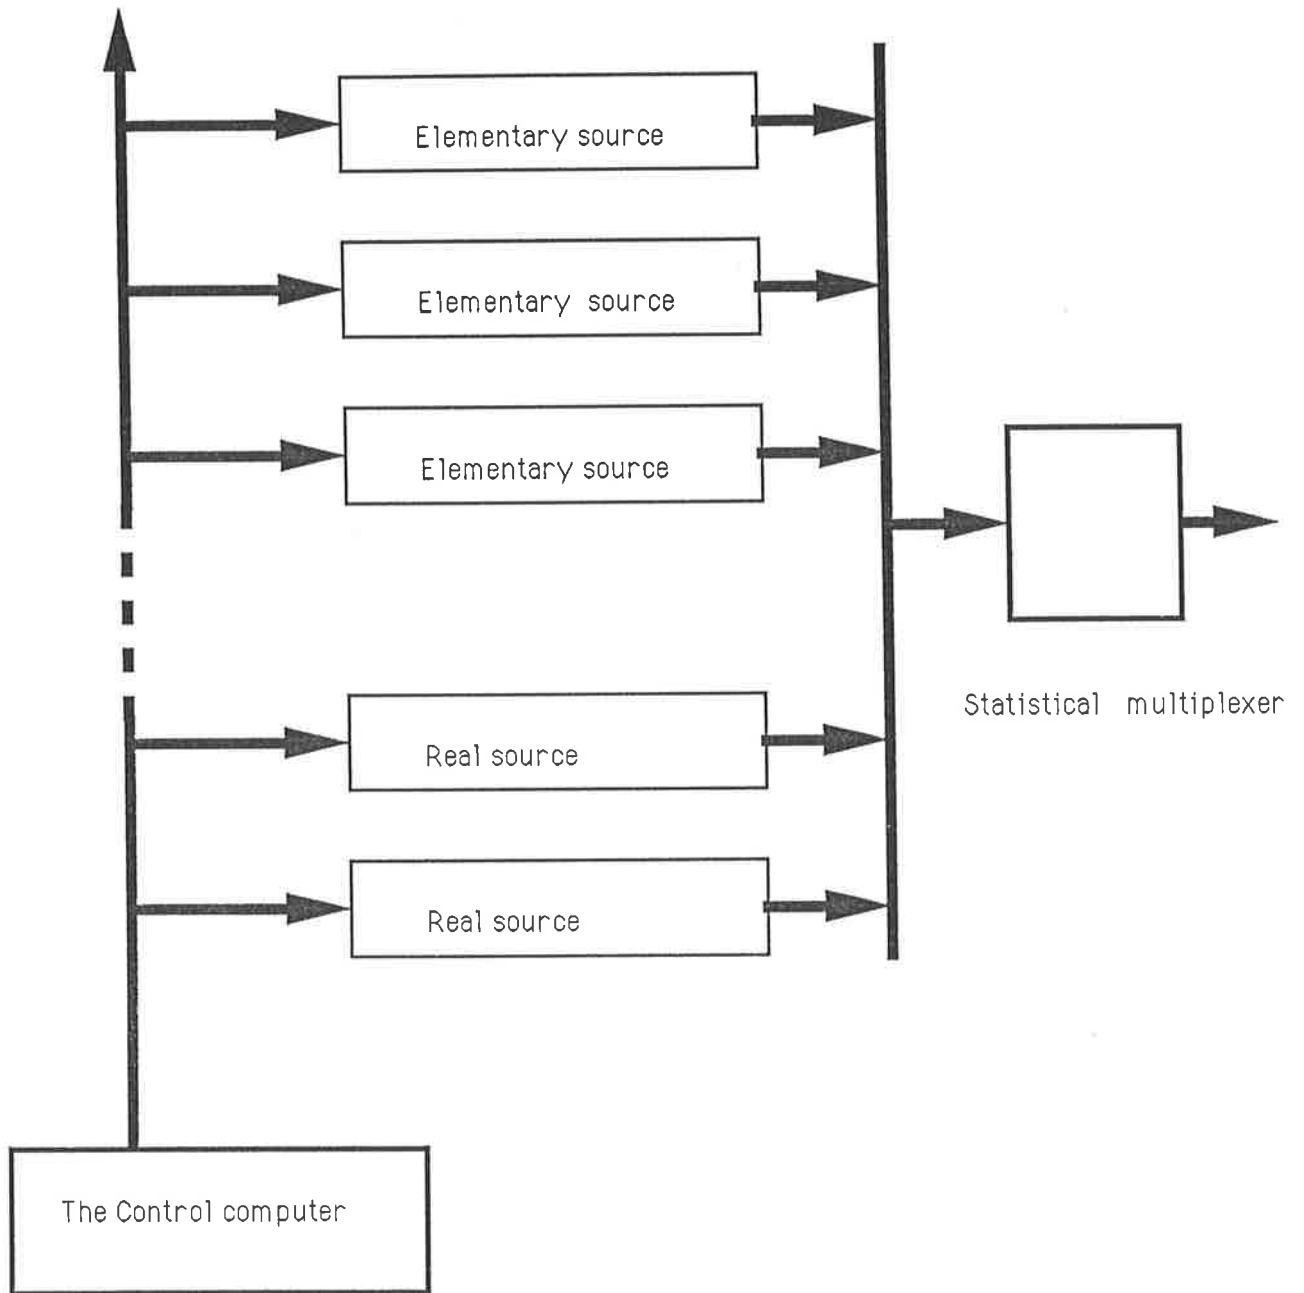 Elementary source
Elementary source
Elementary source
Statistical multiplexer
Real source
Real source
The Control computer